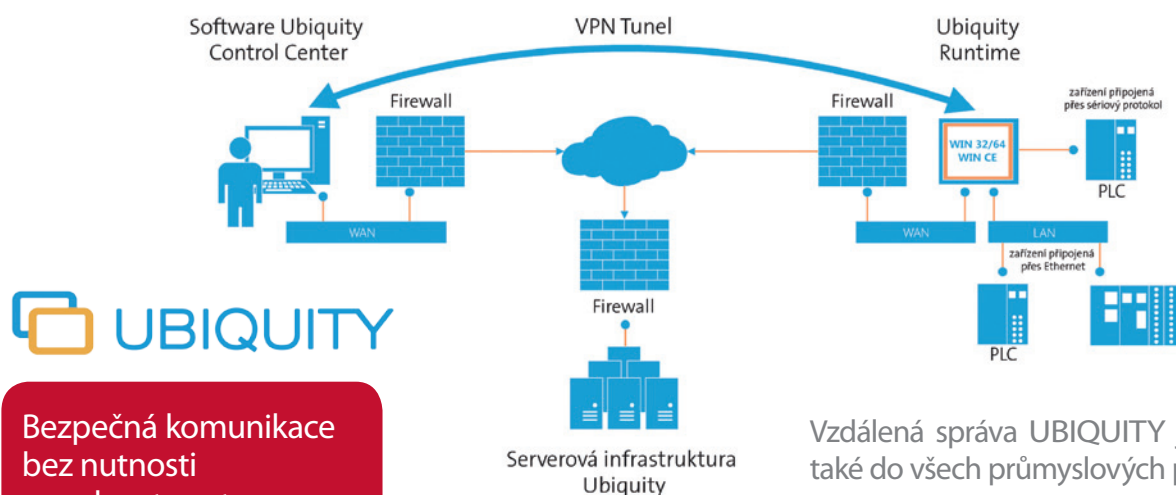 Software Ubiquity
Control Center
VPN Tunel
Ubiquity
Runtime
Firewall
Firewall
zařízení připojená
přes sériový protokol
WIN 32/64
WIN CE
PLC
WAN
WAN
LAN
zařízení připojená
přes Ethernet
Firewall
PLC
UBIQUITY
Serverová infrastruktura
Ubiquity
Bezpečná komunikace
bez nutnosti
Vzdálená správa UBIQUITY
také do všech průmyslových